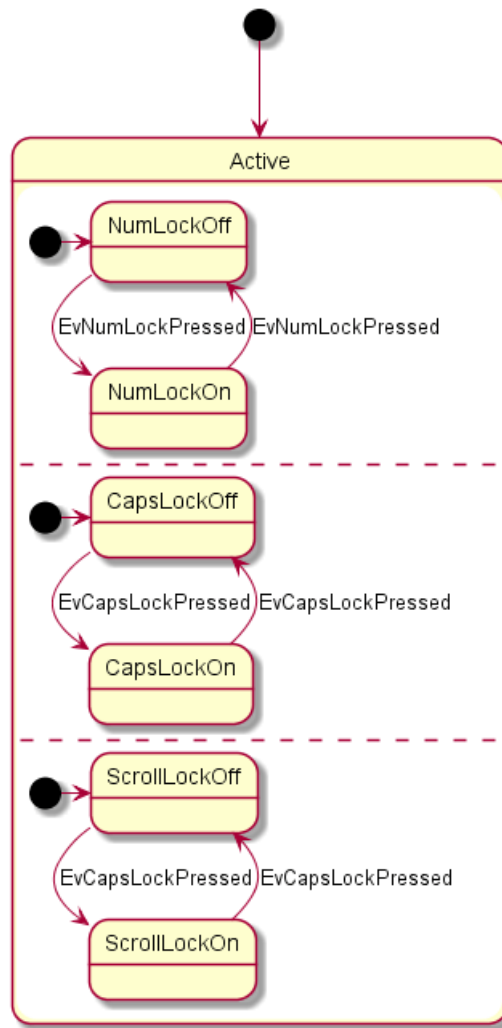 Active
NumLockOff
EvNumLockPressed EvNumLockPressed
NumLockOn
CapsLockOff
EvCapsLockPressed EvCapsLockPressed
CapsLockOn
ScrollLockOff
EvCapsLockPressed EvCapsLockPressed
ScrollLockOn